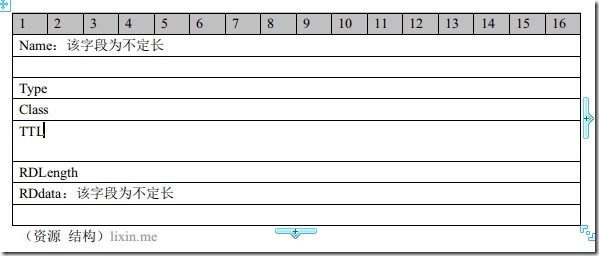 1 2 3 4 5 6 7 8 9 10 11 12 13 14 15 16
Name：该字段为不定长
Type
Class
TTL
RDLength
RDdata：该字段为不定长
（资源 结构）lixin.me